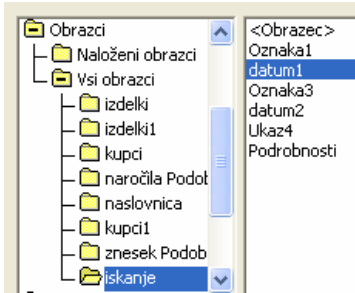 Obrazci
Naloženi obrazci
Vsi obrazci
izdelki
izdelki1
kupci
naročila Podob
naslovnica
kupci1
znesek Podob
iskanje
<Obrazec>
Oznaka1
datum1
Oznaka3
datum2
Ukaz4
Podrobnosti